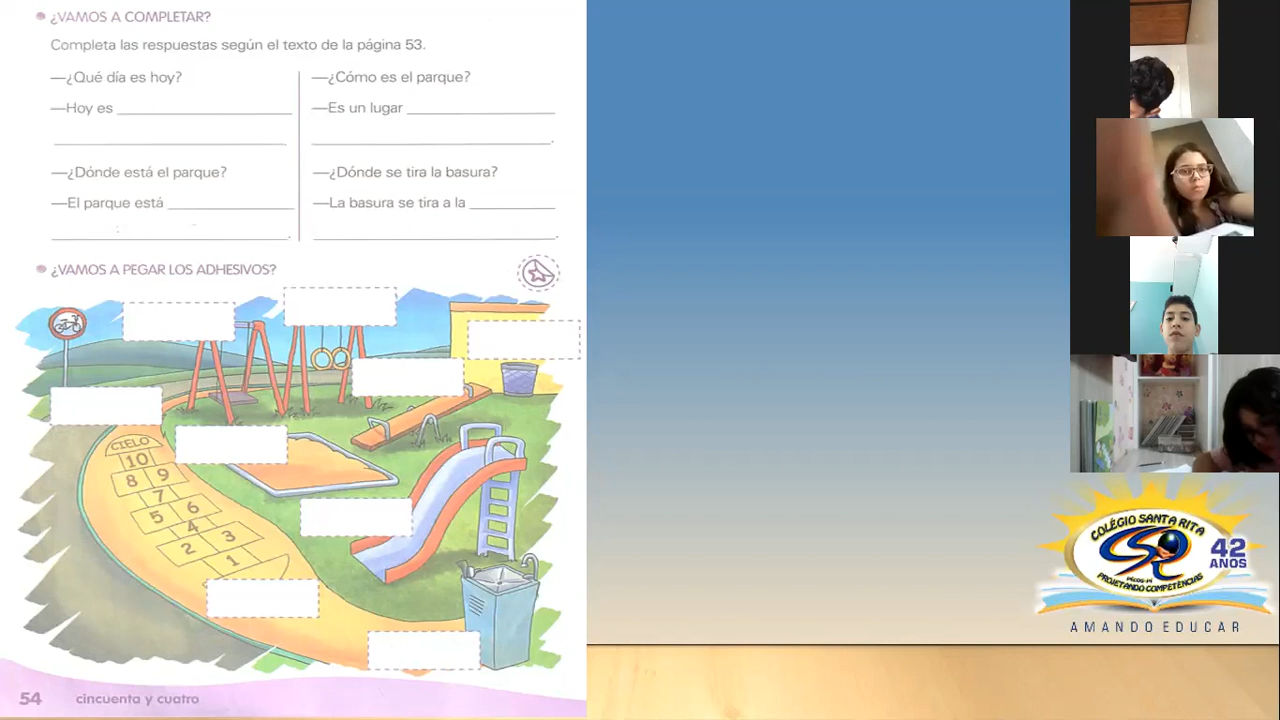 ¿VAMOS A COMPLETAR?
Completa las respuestas según el texto de la página 53.
—¿Qué día es hoy?
—Hoy es
—¿Dónde está el parque?
—El parque está
—¿Cómo es el parque?
—Es un lugar
—¿Dónde se tira la basura?
—La basura se tira a la
¿VAMOS A PEGAR LOS ADHESIVOS?
CIELO
10
8 9
7
5 6
4
2 3
1
54 cincuenta y cuatro
COLÉGIO SANTA RITA
SR
42
ANOS
PICOS-PI
PROJETANDO COMPETÊNCIAS
AMANDO EDUCAR